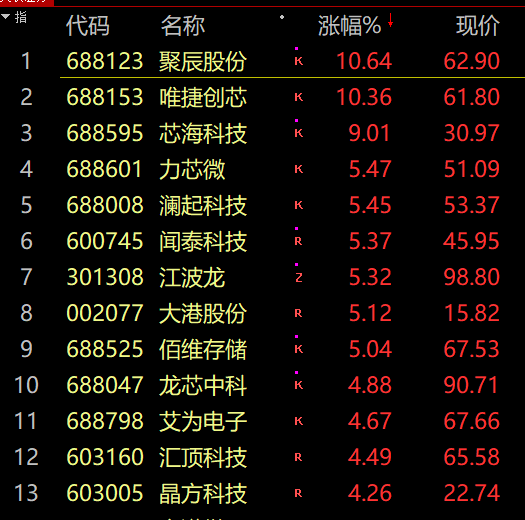 指 代码 名称 涨幅%↓ 现价
1 688123 聚辰股份 K 10.64 62.90
2 688153 唯捷创芯 K 10.36 61.80
3 688595 芯海科技 K 9.01 30.97
4 688601 力芯微 K 5.47 51.09
5 688008 澜起科技 K 5.45 53.37
6 600745 闻泰科技 R 5.37 45.95
7 301308 江波龙 Z 5.32 98.80
8 002077 大港股份 R 5.12 15.82
9 688525 佰维存储 K 5.04 67.53
10 688047 龙芯中科 K 4.88 90.71
11 688798 艾为电子 K 4.67 67.66
12 603160 汇顶科技 R 4.49 65.58
13 603005 晶方科技 R 4.26 22.74